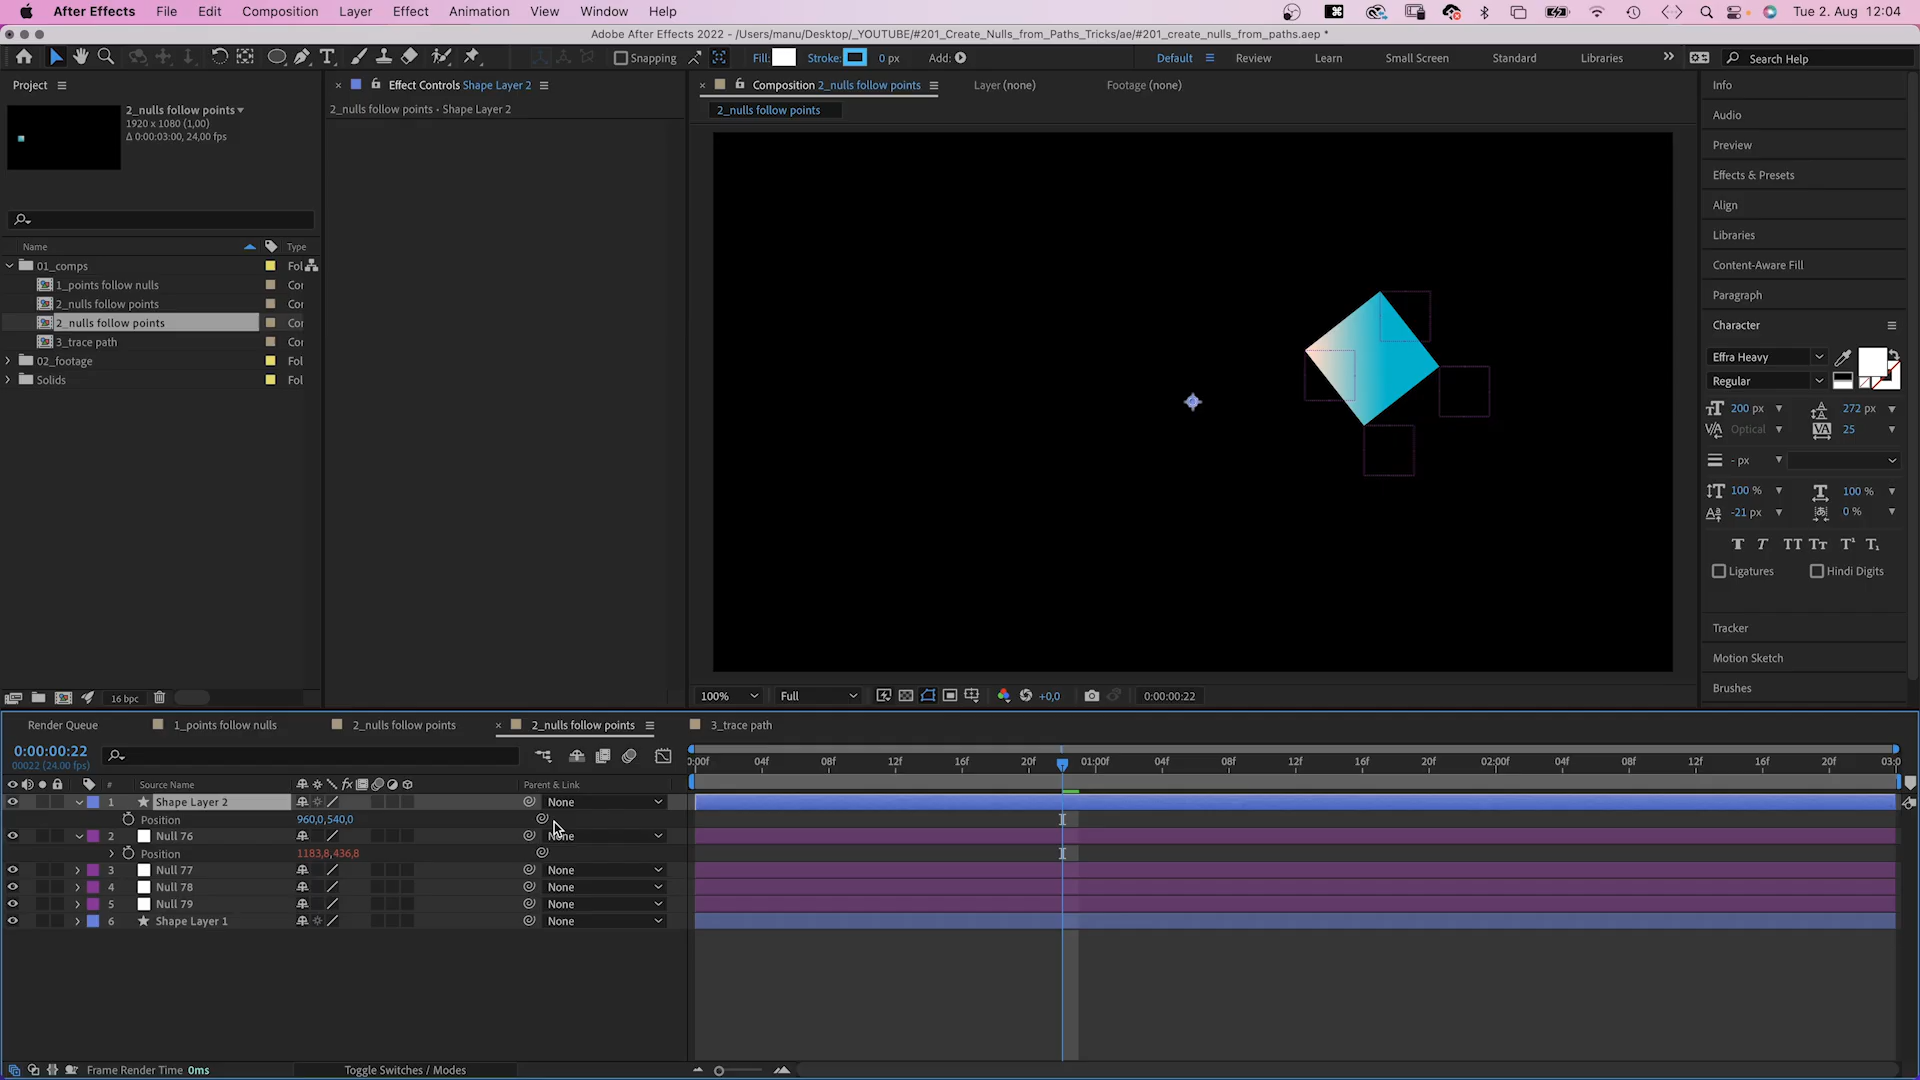 After Effects File Edit Composition Layer Effect Animation View Window Help Tue 2. Aug 12:04
Adobe After Effects 2022 - /Users/manu/Desktop/_YOUTUBE/#201_Create_Nulls_from_Paths_Tricks/ae/#201_create_nulls_from_paths.aep *
Snapping Fill: Stroke: 0 px Add: Default Review Learn Small Screen Standard Libraries Search Help
Project Effect Controls Shape Layer 2 Composition 2_nulls follow points Layer (none) Footage (none) Info
2_nulls follow points 2_nulls follow points • Shape Layer 2 2_nulls follow points Audio
1920 x 1080 (1,00)
Δ 0:00:03:00, 24,00 fps
Preview
Effects & Presets
Align
Libraries
Name Type
01_comps Fol
1_points follow nulls Cor
2_nulls follow points Cor
2_nulls follow points Cor
3_trace path Cor
02_footage Fol
Solids Fol
Content-Aware Fill
Paragraph
Character
Effra Heavy
Regular
200 px 272 px
Optical 25
- px
100 % 100 %
-21 px 0 %
Ligatures Hindi Digits
Tracker
Motion Sketch
Brushes
16 bpc 100% Full +0,0 0:00:00:22
Render Queue 1_points follow nulls 2_nulls follow points 2_nulls follow points 3_trace path
0:00:00:22
00022 (24.00 fps)
:00f 04f 08f 12f 16f 20f 01:00f 04f 08f 12f 16f 20f 02:00f 04f 08f 12f 16f 20f 03:0
# Source Name fx Parent & Link
1 Shape Layer 2 None
Position 960,0,540,0
2 Null 76 None
Position 1183,8,436,8
3 Null 77 None
4 Null 78 None
5 Null 79 None
6 Shape Layer 1 None
Frame Render Time 0ms Toggle Switches / Modes